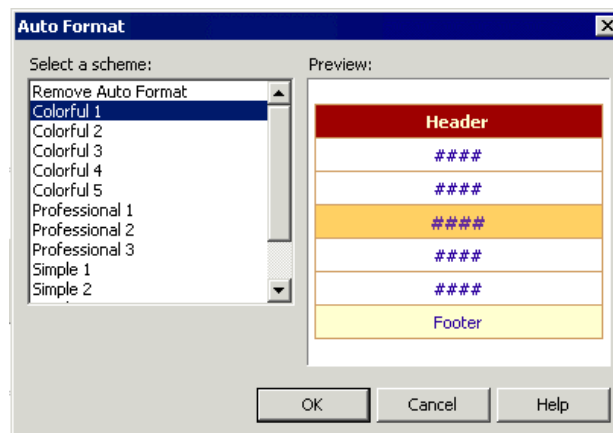 Auto Format
Select a scheme:
Remove Auto Format
Colorful 1
Colorful 2
Colorful 3
Colorful 4
Colorful 5
Professional 1
Professional 2
Professional 3
Simple 1
Simple 2
Preview:
Header
####
####
####
####
####
Footer
OK Cancel Help